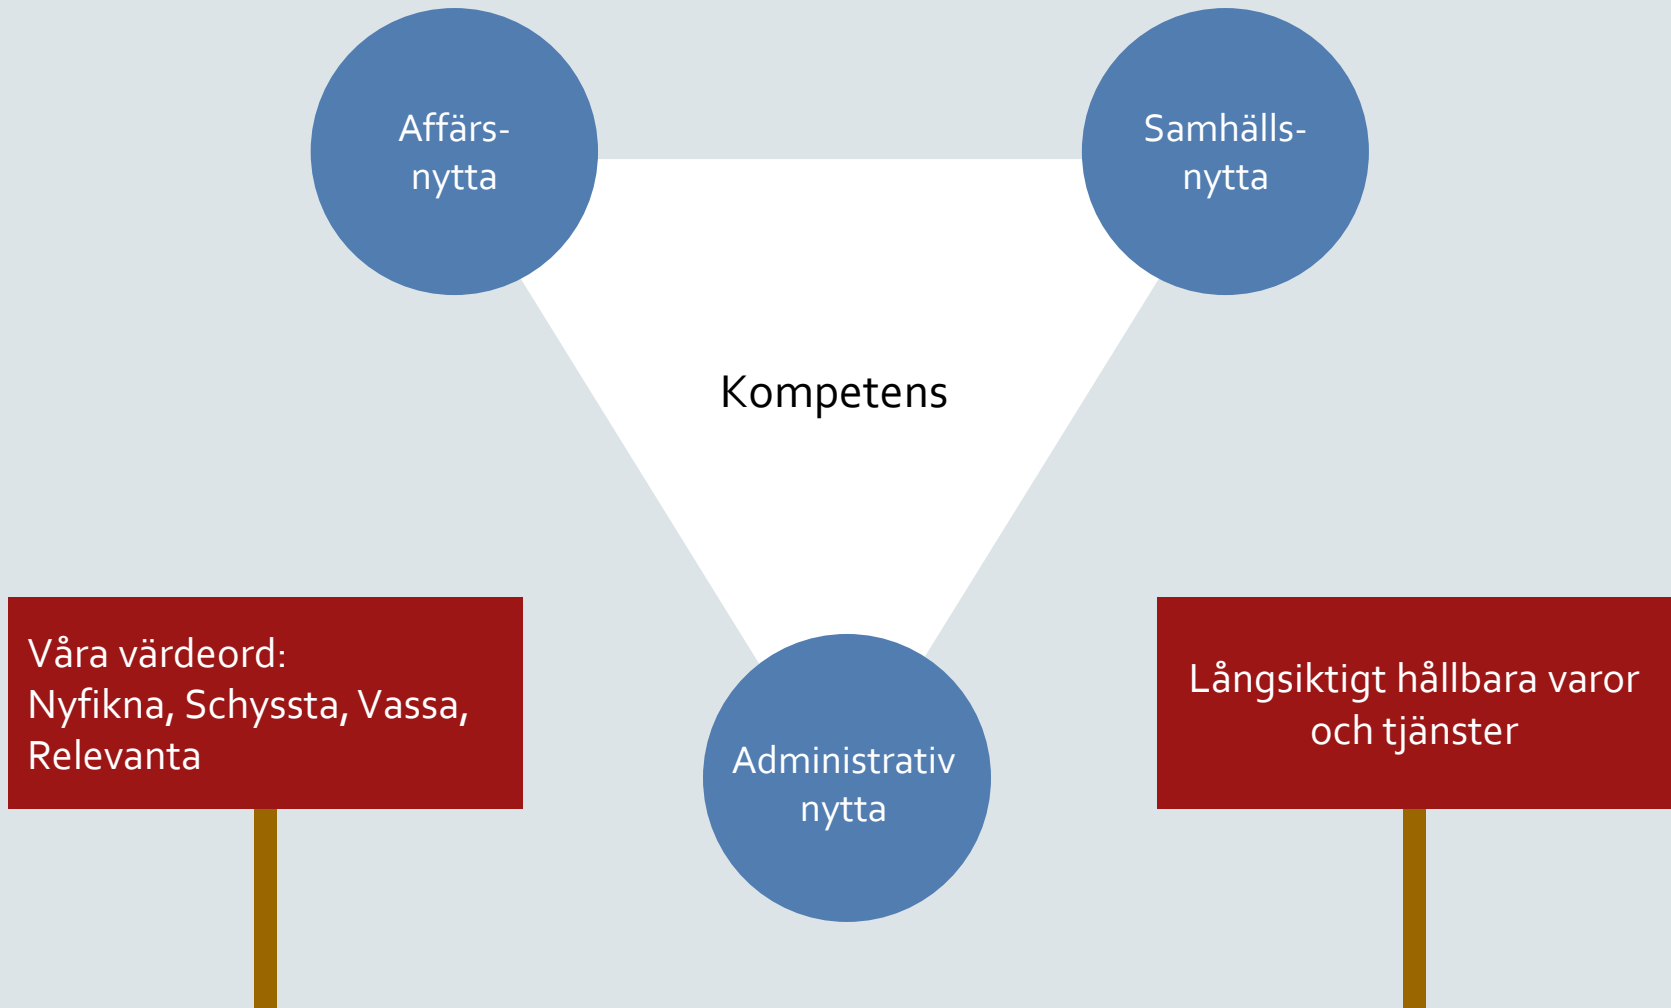 Affärs-
nytta
Samhälls-
nytta
Kompetens
Våra värdeord:
Nyfikna, Schyssta, Vassa,
Relevanta
Administrativ
nytta
Långsiktigt hållbara varor
och tjänster